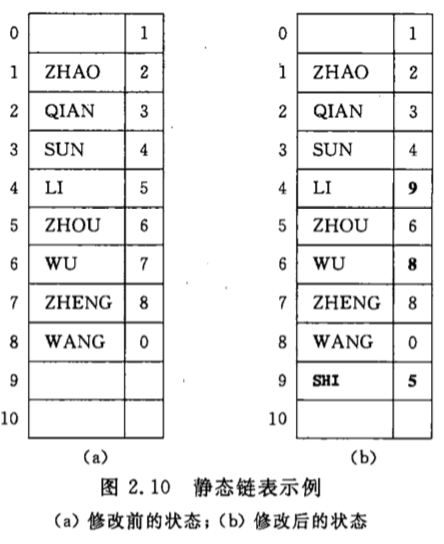 0 1 0 1
1 ZHAO 2 1 ZHAO 2
2 QIAN 3 2 QIAN 3
3 SUN 4 3 SUN 4
4 LI 5 4 LI 9
5 ZHOU 6 5 ZHOU 6
6 WU 7 6 WU 8
7 ZHENG 8 7 ZHENG 8
8 WANG 0 8 WANG 0
9 9 SHI 5
10 10
(a) (b)
图 2.10 静态链表示例
(a) 修改前的状态；(b) 修改后的状态